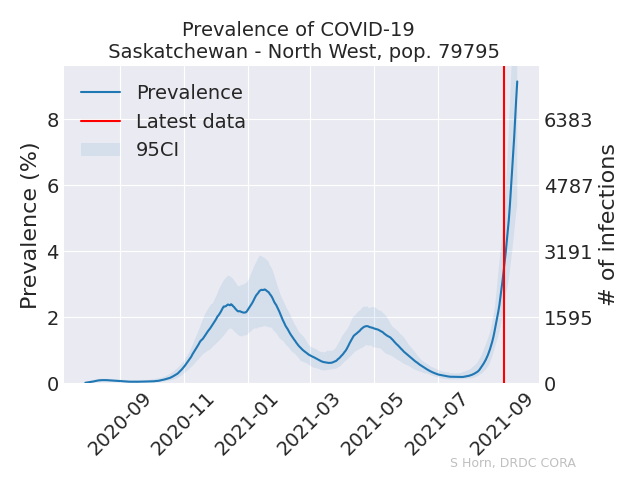 Prevalence of COVID-19
Saskatchewan - North West, pop. 79795
Prevalence
Latest data
95CI
Prevalence (%)
8
6
4
2
0
6383
4787
3191
1595
0
# of infections
2020-09
2020-11
2021-01
2021-03
2021-05
2021-07
2021-09
S Horn, DRDC CORA